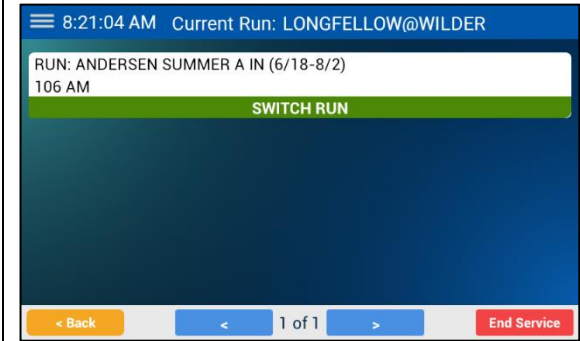 8:21:04 AM Current Run: LONGFELLOW@WILDER
RUN: ANDERSEN SUMMER A IN (6/18-8/2)
106 AM
SWITCH RUN
< Back < 1 of 1 > End Service